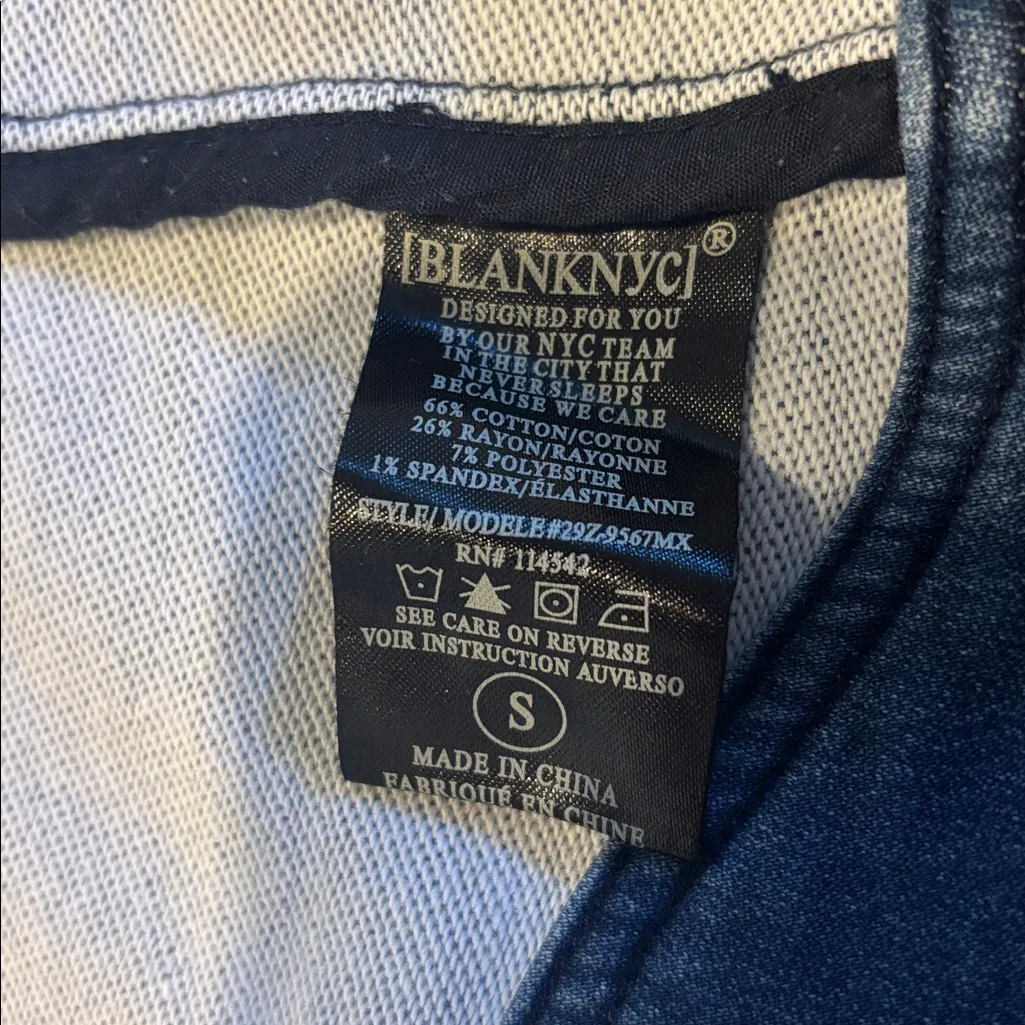 [BLANKNYC]®
DESIGNED FOR YOU
BY OUR NYC TEAM
IN THE CITY THAT
NEVER SLEEPS
BECAUSE WE CARE
66% COTTON/COTON
26% RAYON/RAYONNE
7% POLYESTER
1% SPANDEX/ÉLASTHANNE
STYLE/ MODELE#29Z-9567MX
RN# 114542
SEE CARE ON REVERSE
VOIR INSTRUCTION AUVERSO
S
MADE IN CHINA
FABRIQUÉ EN CHINE